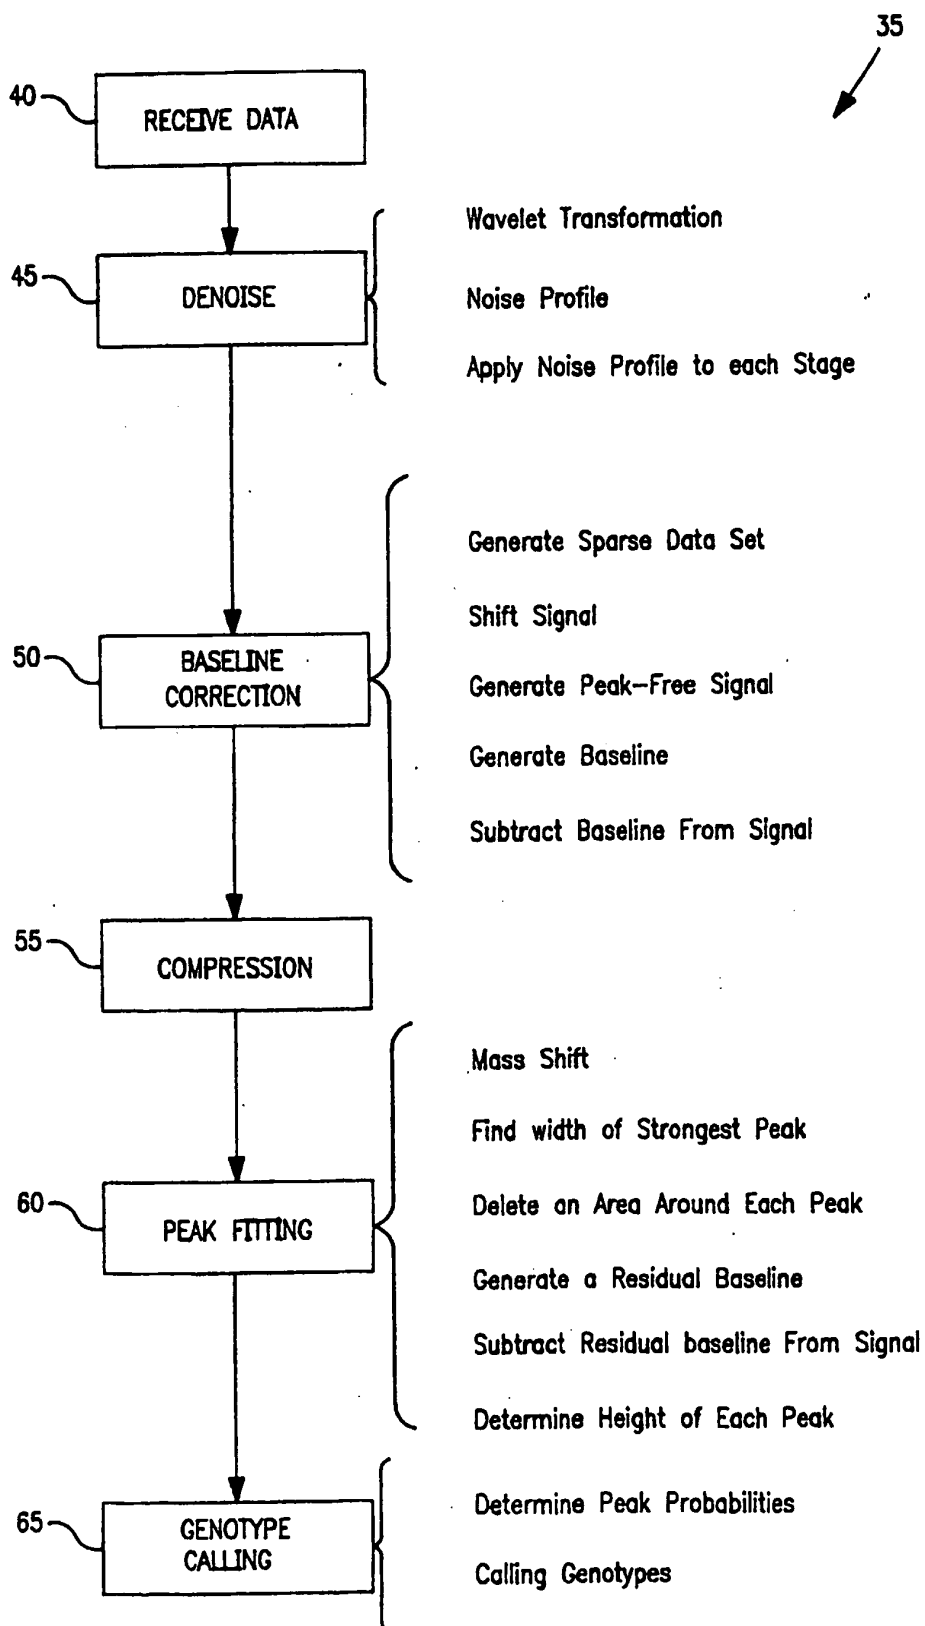 35
40
RECEIVE DATA
45
DENOISE
Wavelet Transformation
Noise Profile
Apply Noise Profile to each Stage
50
BASELINE
CORRECTION
Generate Sparse Data Set
Shift Signal
Generate Peak-Free Signal
Generate Baseline
Subtract Baseline From Signal
55
COMPRESSION
60
PEAK FITTING
Mass Shift
Find width of Strongest Peak
Delete an Area Around Each Peak
Generate a Residual Baseline
Subtract Residual baseline From Signal
Determine Height of Each Peak
65
GENOTYPE
CALLING
Determine Peak Probabilities
Calling Genotypes